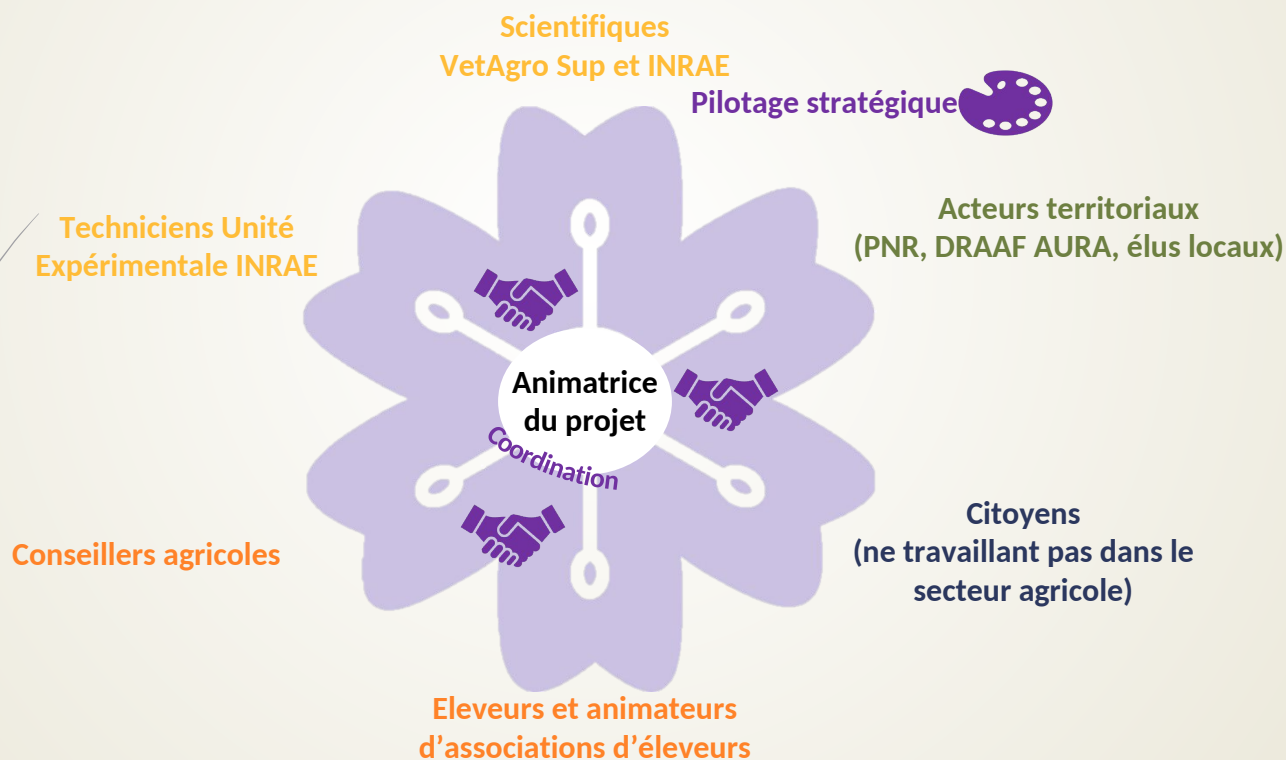 Scientifiques
VetAgro Sup et INRAE
Pilotage stratégique
Techniciens Unité
Expérimentale INRAE
Acteurs territoriaux
(PNR, DRAAF AURA, élus locaux)
Animatrice
du projet
Coordination
Conseillers agricoles
Citoyens
(ne travaillant pas dans le
secteur agricole)
Eleveurs et animateurs
d’associations d’éleveurs